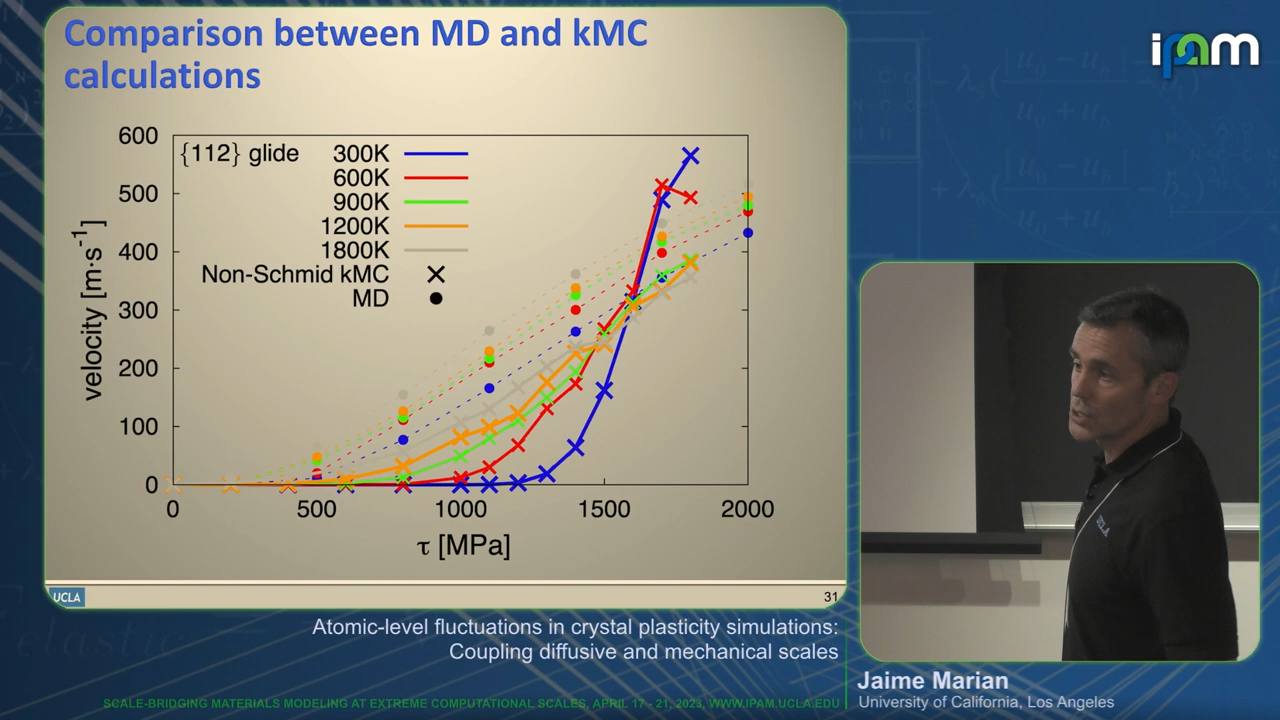 Comparison between MD and kMC
calculations
ipam
600
500
400
300
200
100
0
velocity [m·s⁻¹]
{112} glide 300K
600K
900K
1200K
1800K
Non-Schmid kMC
MD
0 500 1000 1500 2000
τ [MPa]
UCLA 31
UCLA
Atomic-level fluctuations in crystal plasticity simulations:
Coupling diffusive and mechanical scales
Jaime Marian
University of California, Los Angeles
SCALE-BRIDGING MATERIALS MODELING AT EXTREME COMPUTATIONAL SCALES, APRIL 17 - 21, 2023, WWW.IPAM.UCLA.EDU